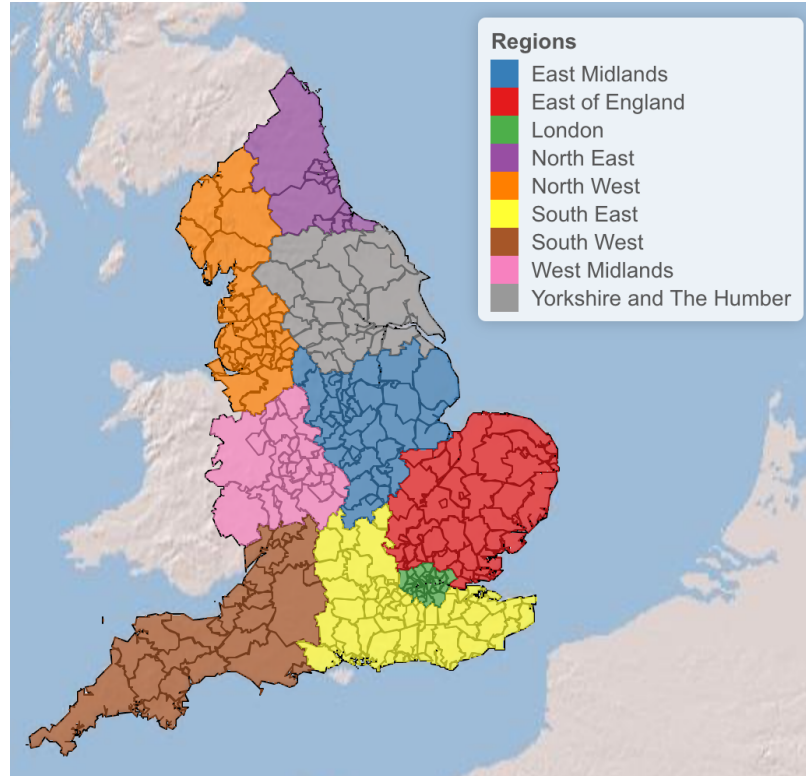 Regions
East Midlands
East of England
London
North East
North West
South East
South West
West Midlands
Yorkshire and The Humber